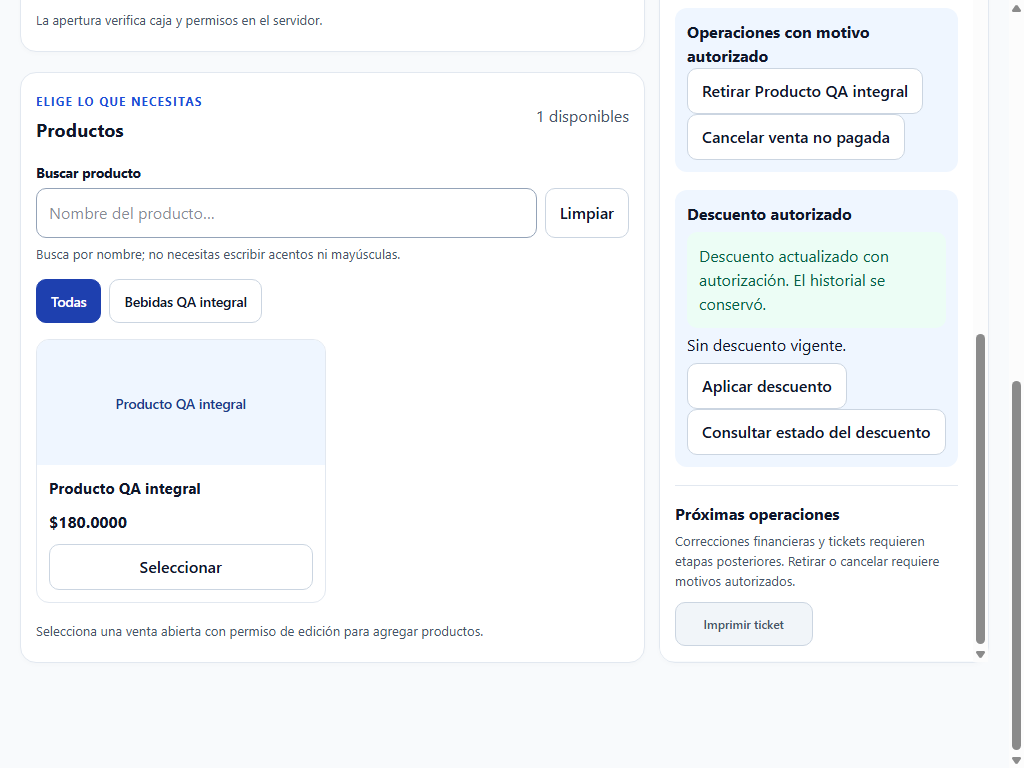 La apertura verifica caja y permisos en el servidor.
ELIGE LO QUE NECESITAS
Productos
1 disponibles
Buscar producto
Nombre del producto...
Limpiar
Busca por nombre; no necesitas escribir acentos ni mayúsculas.
Todas
Bebidas QA integral
Producto QA integral
Producto QA integral
$180.0000
Seleccionar
Selecciona una venta abierta con permiso de edición para agregar productos.
Operaciones con motivo
autorizado
Retirar Producto QA integral
Cancelar venta no pagada
Descuento autorizado
Descuento actualizado con
autorización. El historial se
conservó.
Sin descuento vigente.
Aplicar descuento
Consultar estado del descuento
Próximas operaciones
Correcciones financieras y tickets requieren
etapas posteriores. Retirar o cancelar requiere
motivos autorizados.
Imprimir ticket